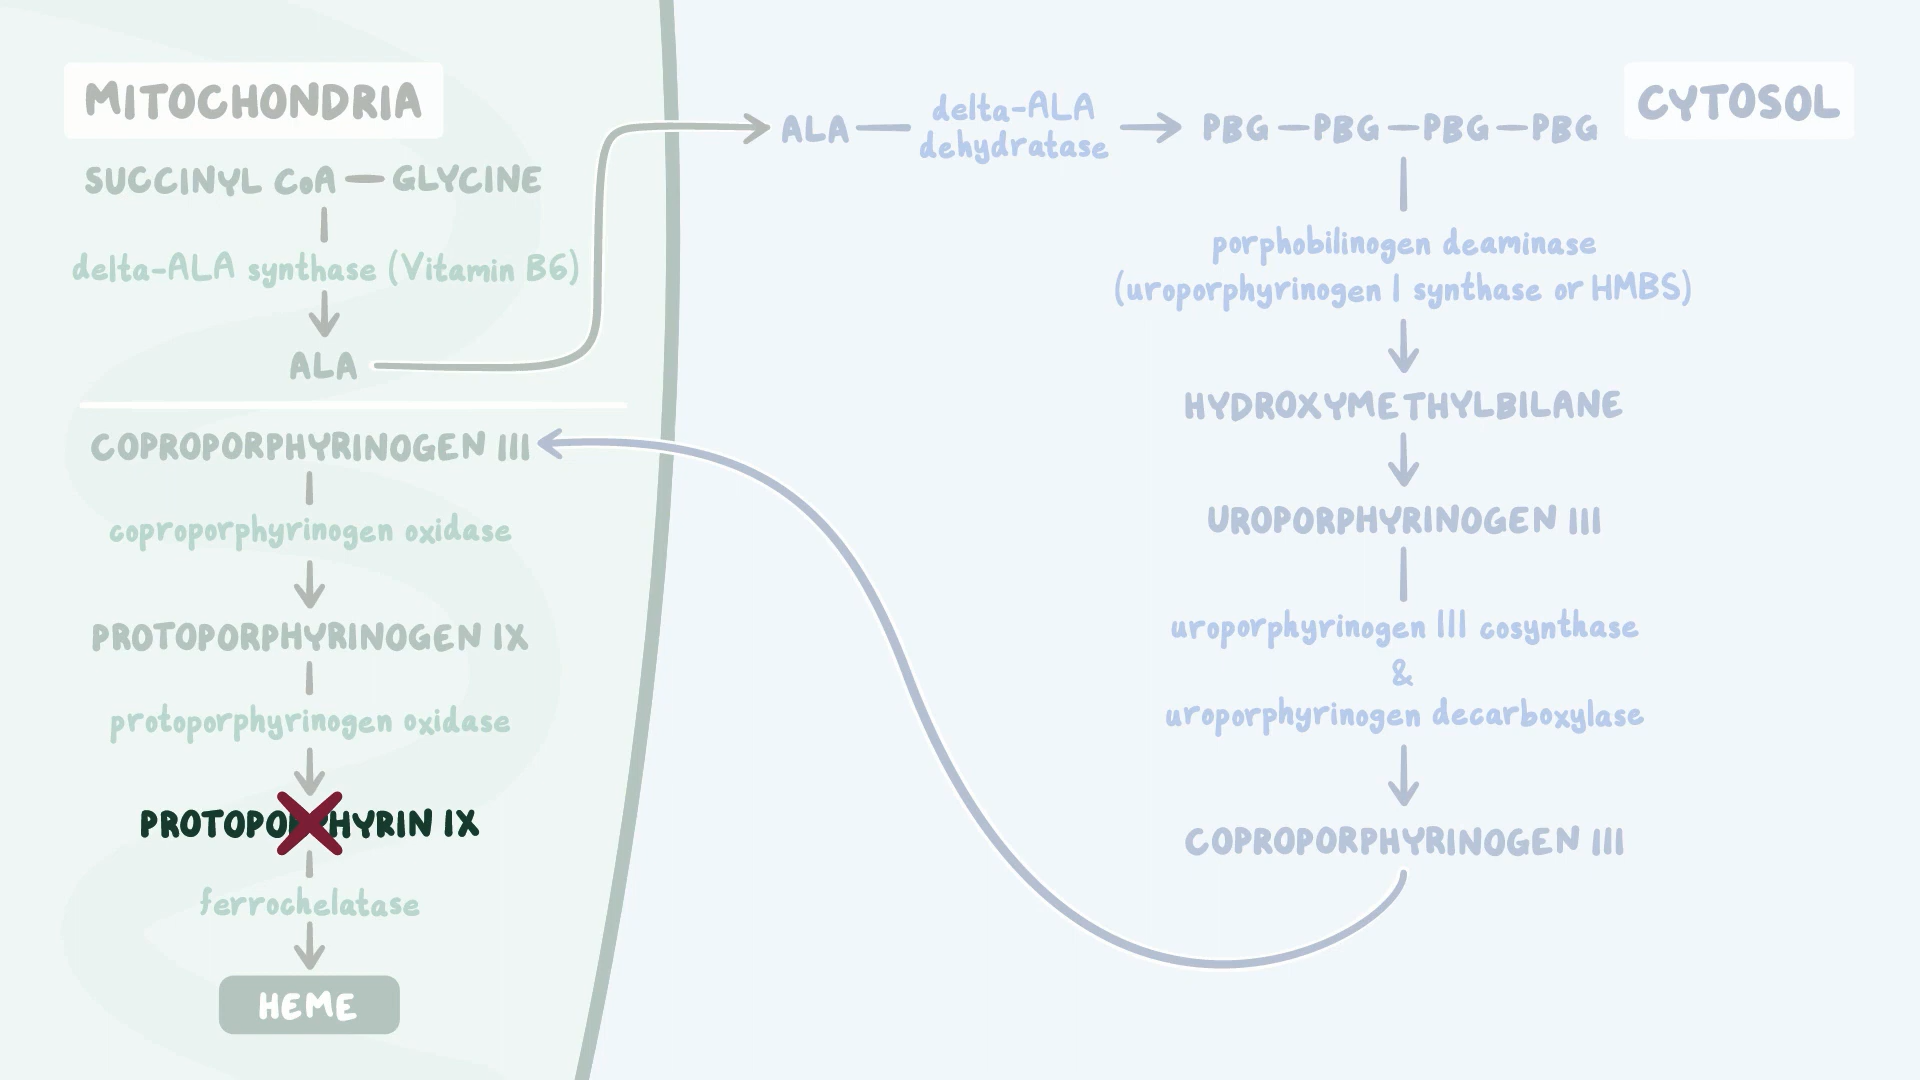 MITOCHONDRIA
SUCCINYL CoA — GLYCINE
delta-ALA synthase (Vitamin B6)
ALA
COPROPORPHYRINOGEN III
coproporphyrinogen oxidase
PROTOPORPHYRINOGEN IX
protoporphyrinogen oxidase
PROTOPORPHYRIN IX
ferrochelatase
HEME
CYTOSOL
ALA
delta-ALA
dehydratase
PBG — PBG — PBG — PBG
porphobilinogen deaminase
(uroporphyrinogen I synthase or HMBS)
HYDROXYMETHYLBILANE
UROPORPHYRINOGEN III
uroporphyrinogen III cosynthase
&
uroporphyrinogen decarboxylase
COPROPORPHYRINOGEN III